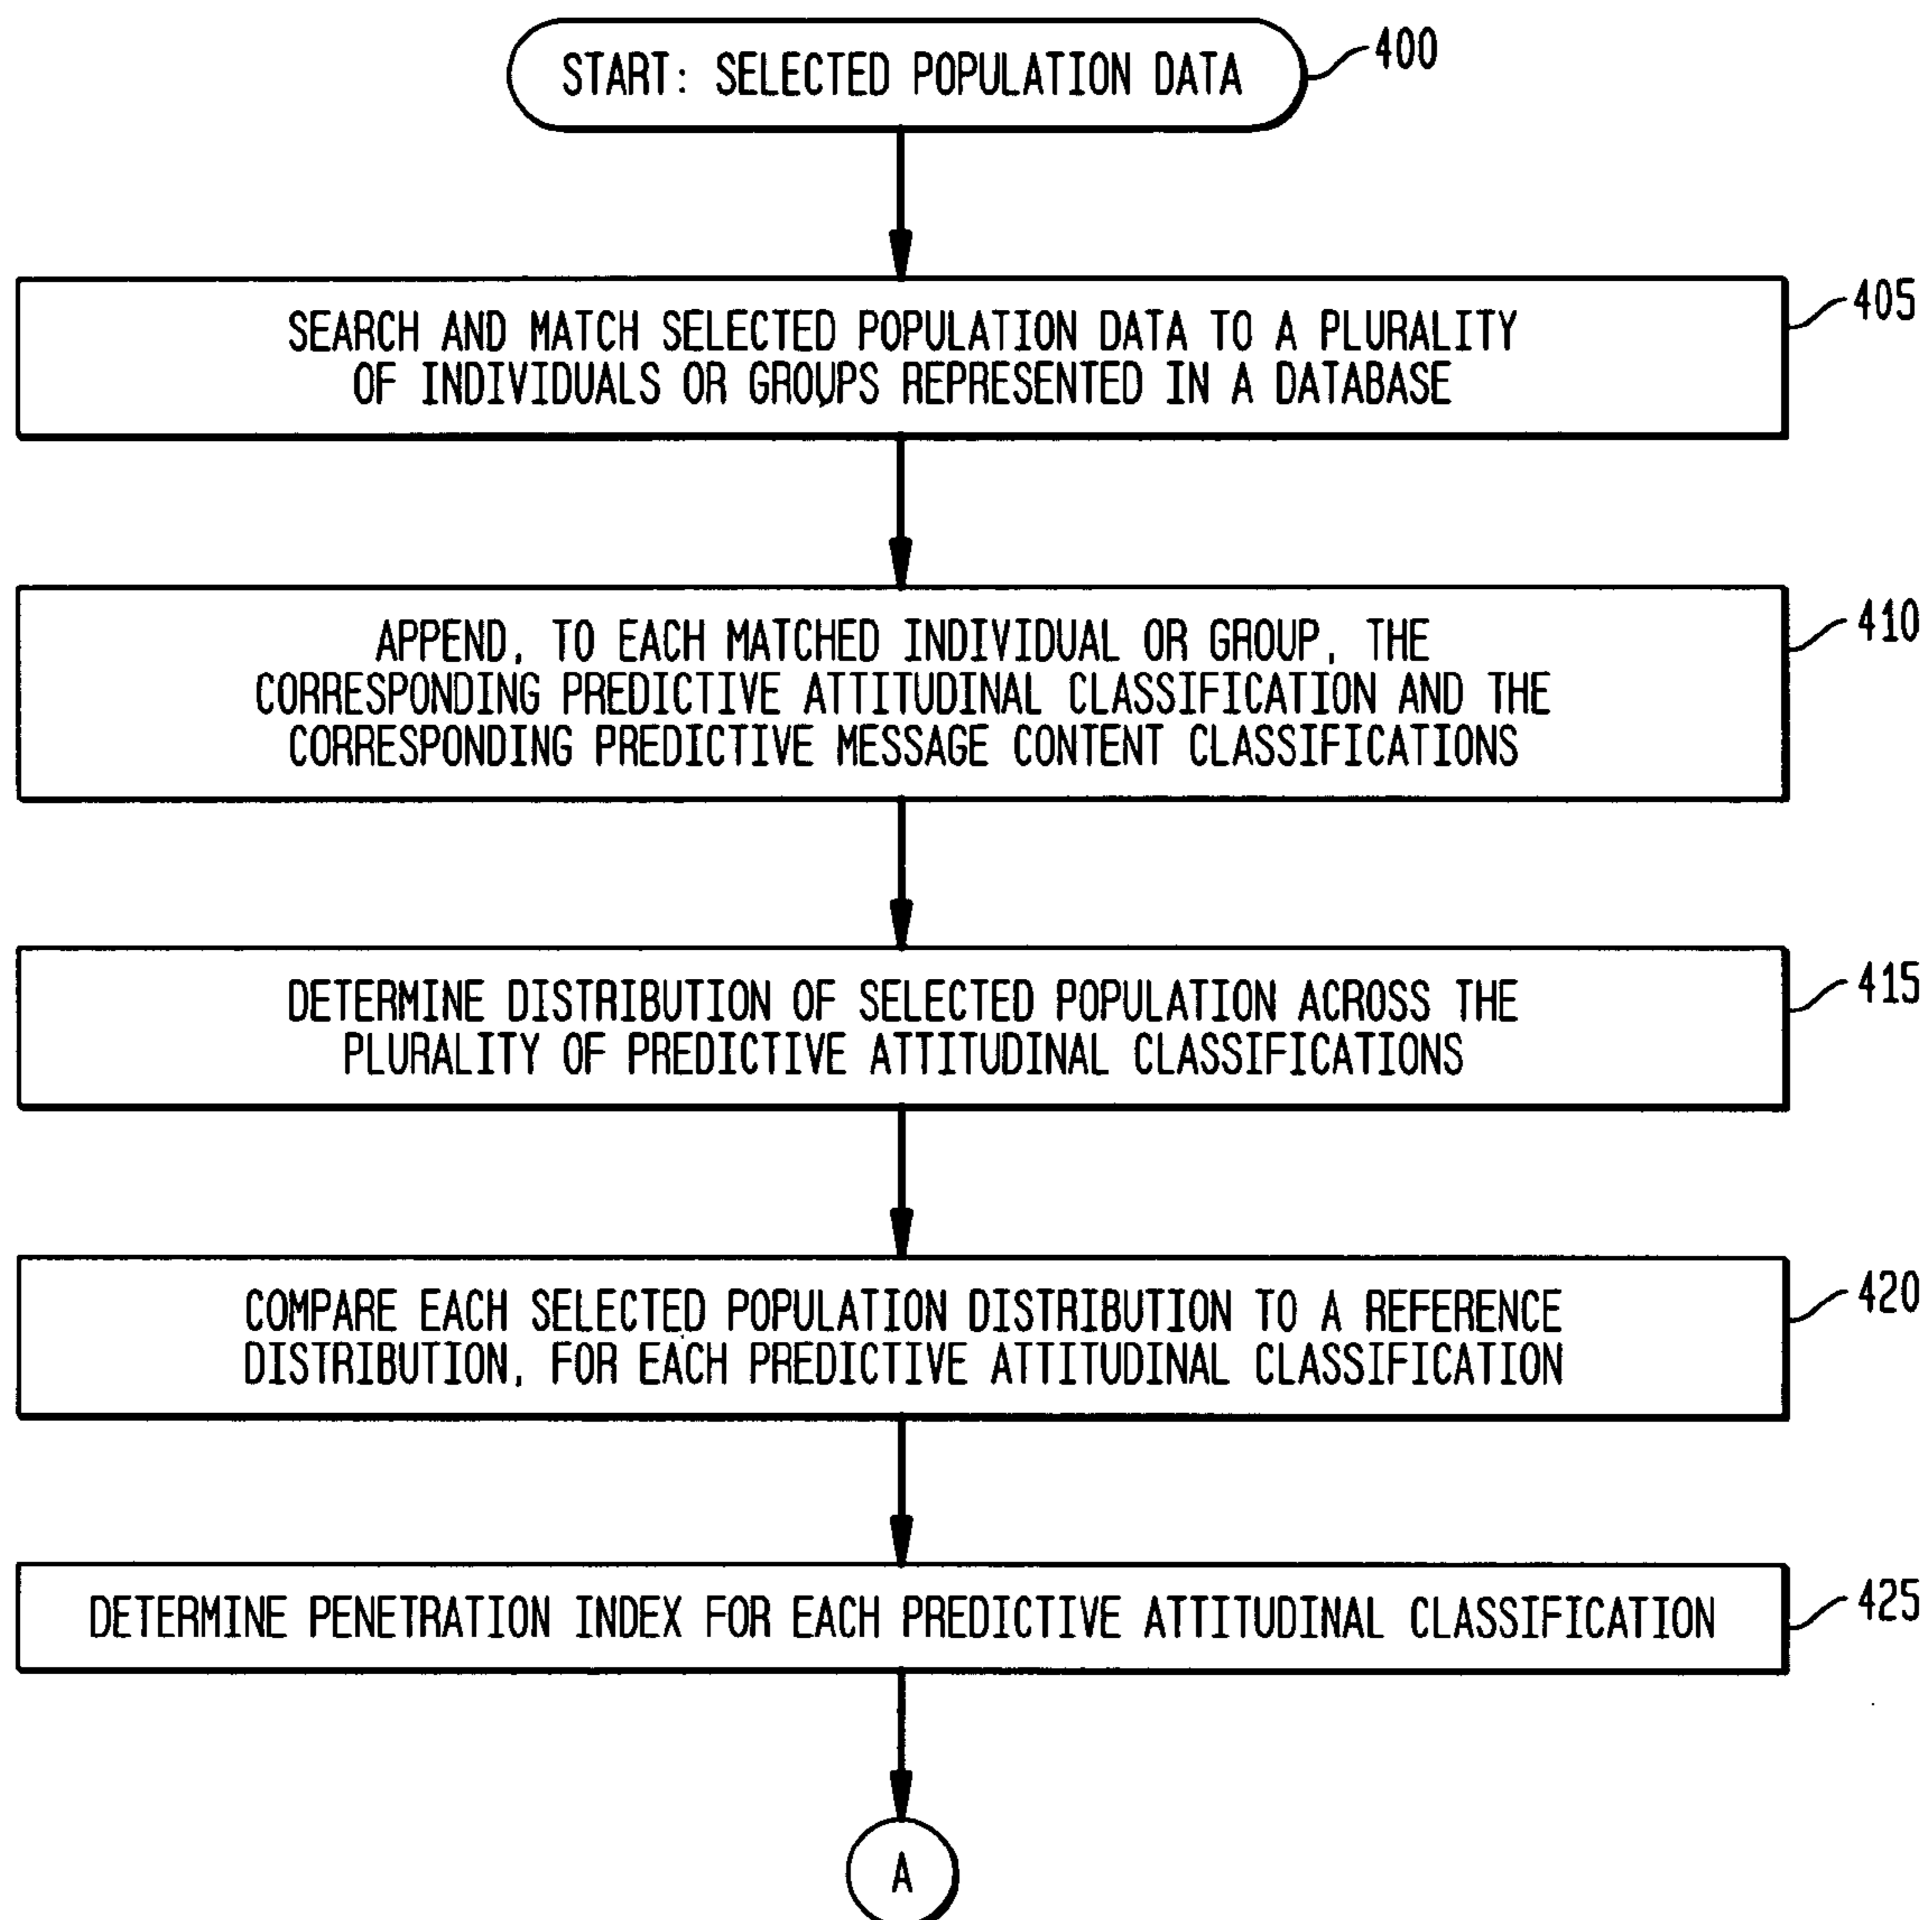 START: SELECTED POPULATION DATA
400
SEARCH AND MATCH SELECTED POPULATION DATA TO A PLURALITY
OF INDIVIDUALS OR GROUPS REPRESENTED IN A DATABASE
405
APPEND, TO EACH MATCHED INDIVIDUAL OR GROUP, THE
CORRESPONDING PREDICTIVE ATTITUDINAL CLASSIFICATION AND THE
CORRESPONDING PREDICTIVE MESSAGE CONTENT CLASSIFICATIONS
410
DETERMINE DISTRIBUTION OF SELECTED POPULATION ACROSS THE
PLURALITY OF PREDICTIVE ATTITUDINAL CLASSIFICATIONS
415
COMPARE EACH SELECTED POPULATION DISTRIBUTION TO A REFERENCE
DISTRIBUTION, FOR EACH PREDICTIVE ATTITUDINAL CLASSIFICATION
420
DETERMINE PENETRATION INDEX FOR EACH PREDICTIVE ATTITUDINAL CLASSIFICATION
425
A